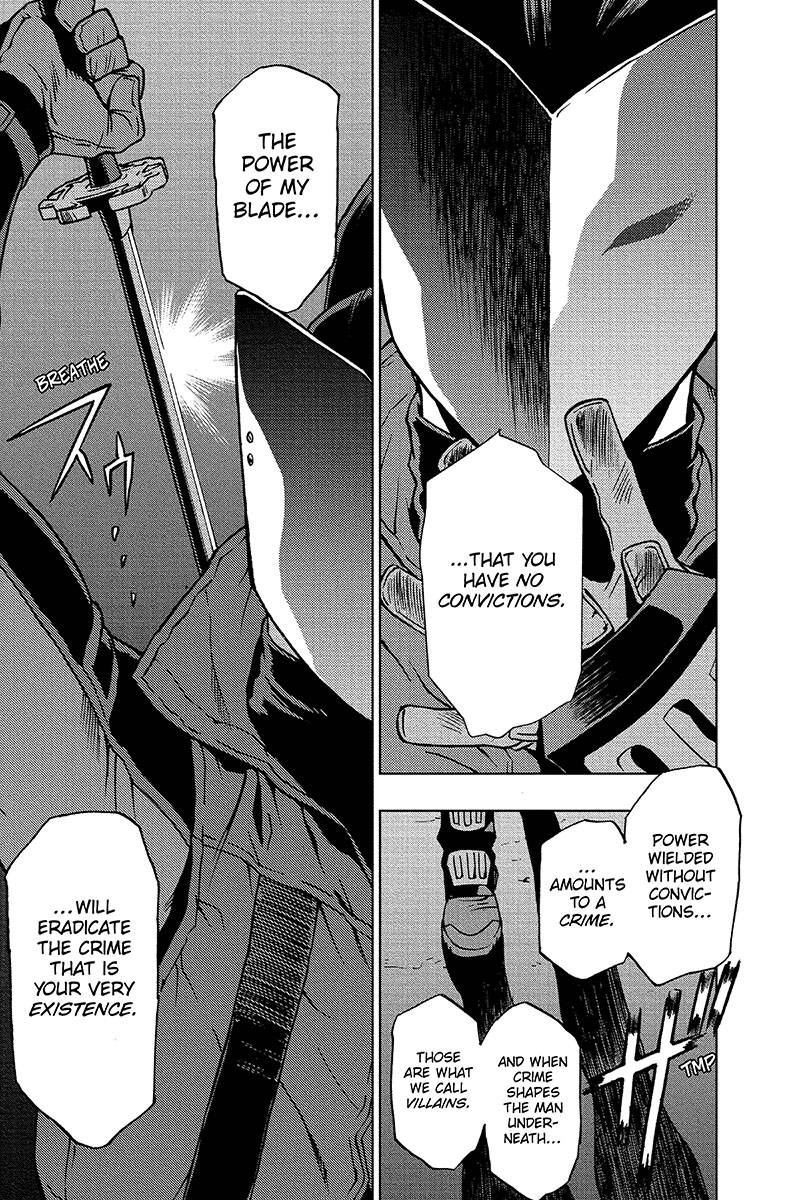 ...THAT YOU
HAVE NO
CONVICTIONS.
POWER
WIELDED
WITHOUT
CONVIC-
TIONS...
...
AMOUNTS
TO A
CRIME.
TMP
AND WHEN
CRIME
SHAPES
THE MAN
UNDER-
NEATH...
THOSE
ARE WHAT
WE CALL
VILLAINS.
THE
POWER
OF MY
BLADE...
BREATHE
スゥ...
...WILL
ERADICATE
THE CRIME
THAT IS
YOUR VERY
EXISTENCE.